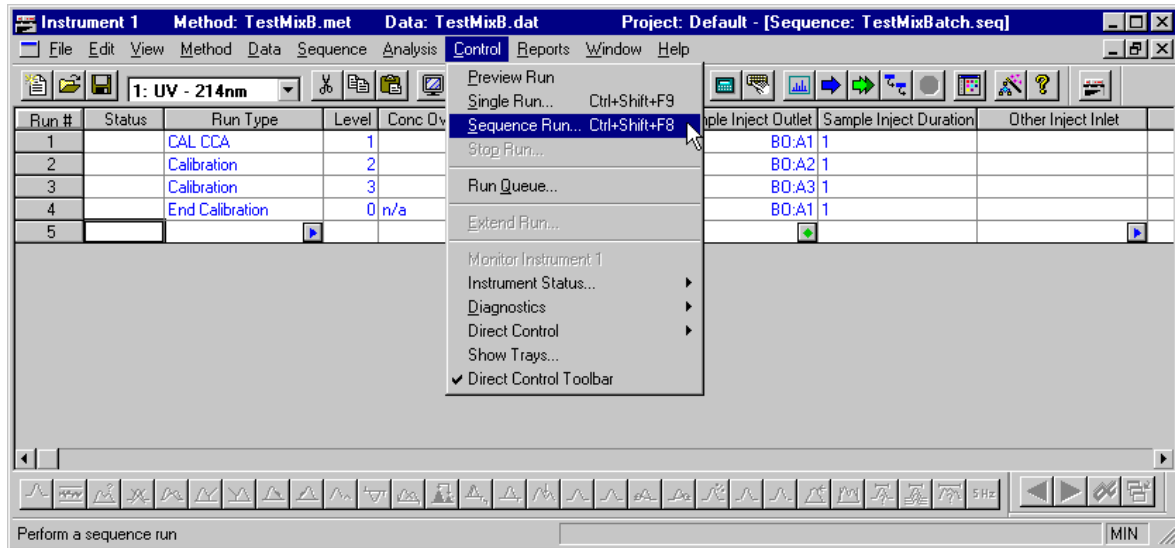 Instrument 1 Method: TestMixB.met Data: TestMixB.dat Project: Default - [Sequence: TestMixBatch.seq]
File Edit View Method Data Sequence Analysis Control Reports Window Help
1: UV - 214nm
Run # Status Run Type Level Conc Ov ple Inject Outlet Sample Inject Duration Other Inject Inlet
1 CAL CCA 1 BO:A1 1
2 Calibration 2 BO:A2 1
3 Calibration 3 BO:A3 1
4 End Calibration 0 n/a BO:A1 1
5
Preview Run
Single Run... Ctrl+Shift+F9
Sequence Run... Ctrl+Shift+F8
Stop Run...
Run Queue...
Extend Run...
Monitor Instrument 1
Instrument Status...
Diagnostics
Direct Control
Show Trays...
Direct Control Toolbar
5 Hz
Perform a sequence run MIN